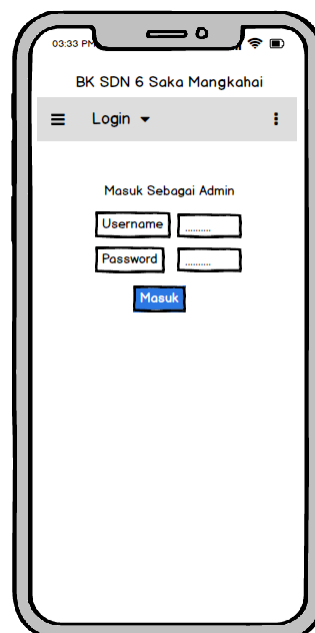 03:33 PM
BK SDN 6 Saka Mangkahai
Login
Masuk Sebagai Admin
Username ..........
Password ..........
Masuk